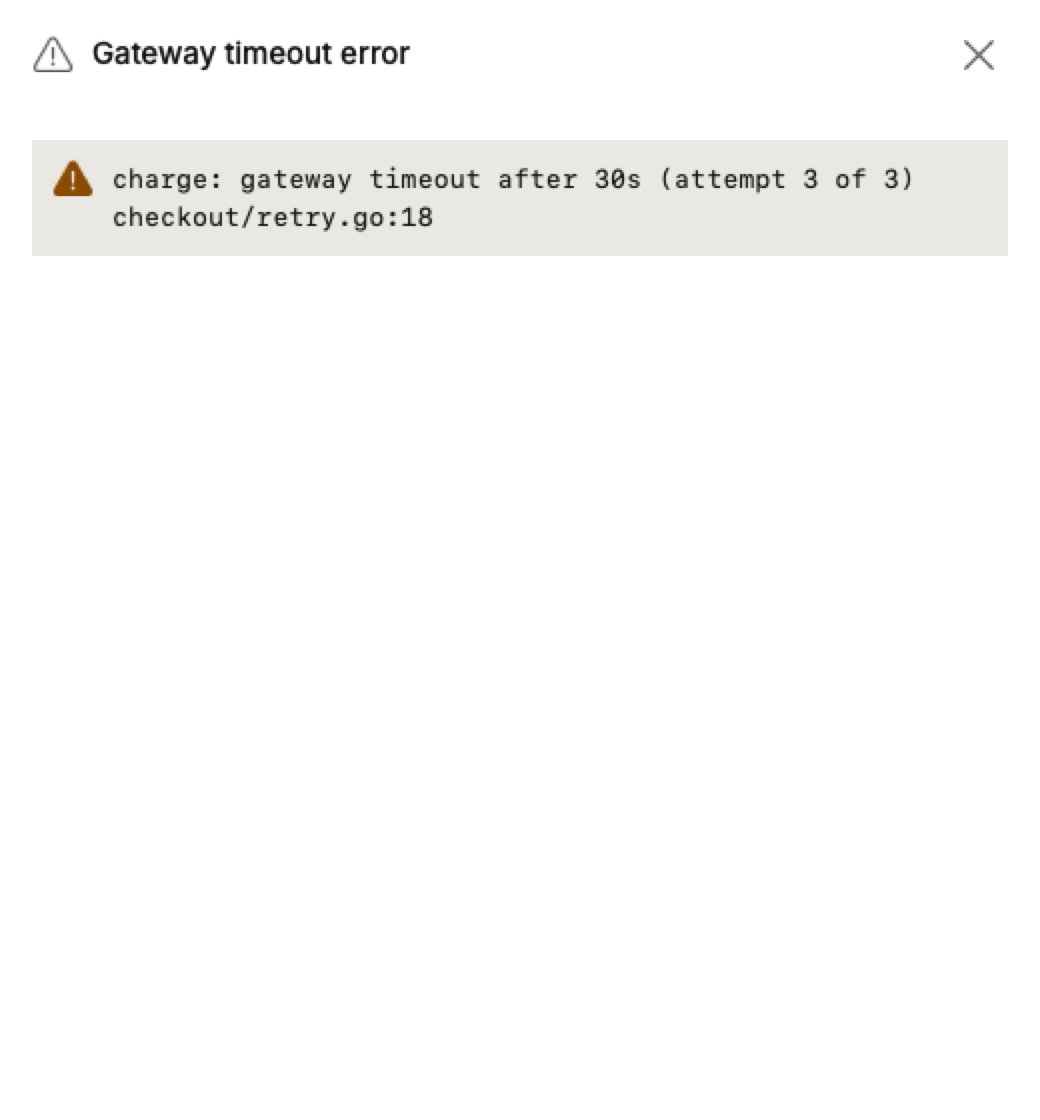 Gateway timeout error
charge: gateway timeout after 30s (attempt 3 of 3)
checkout/retry.go:18